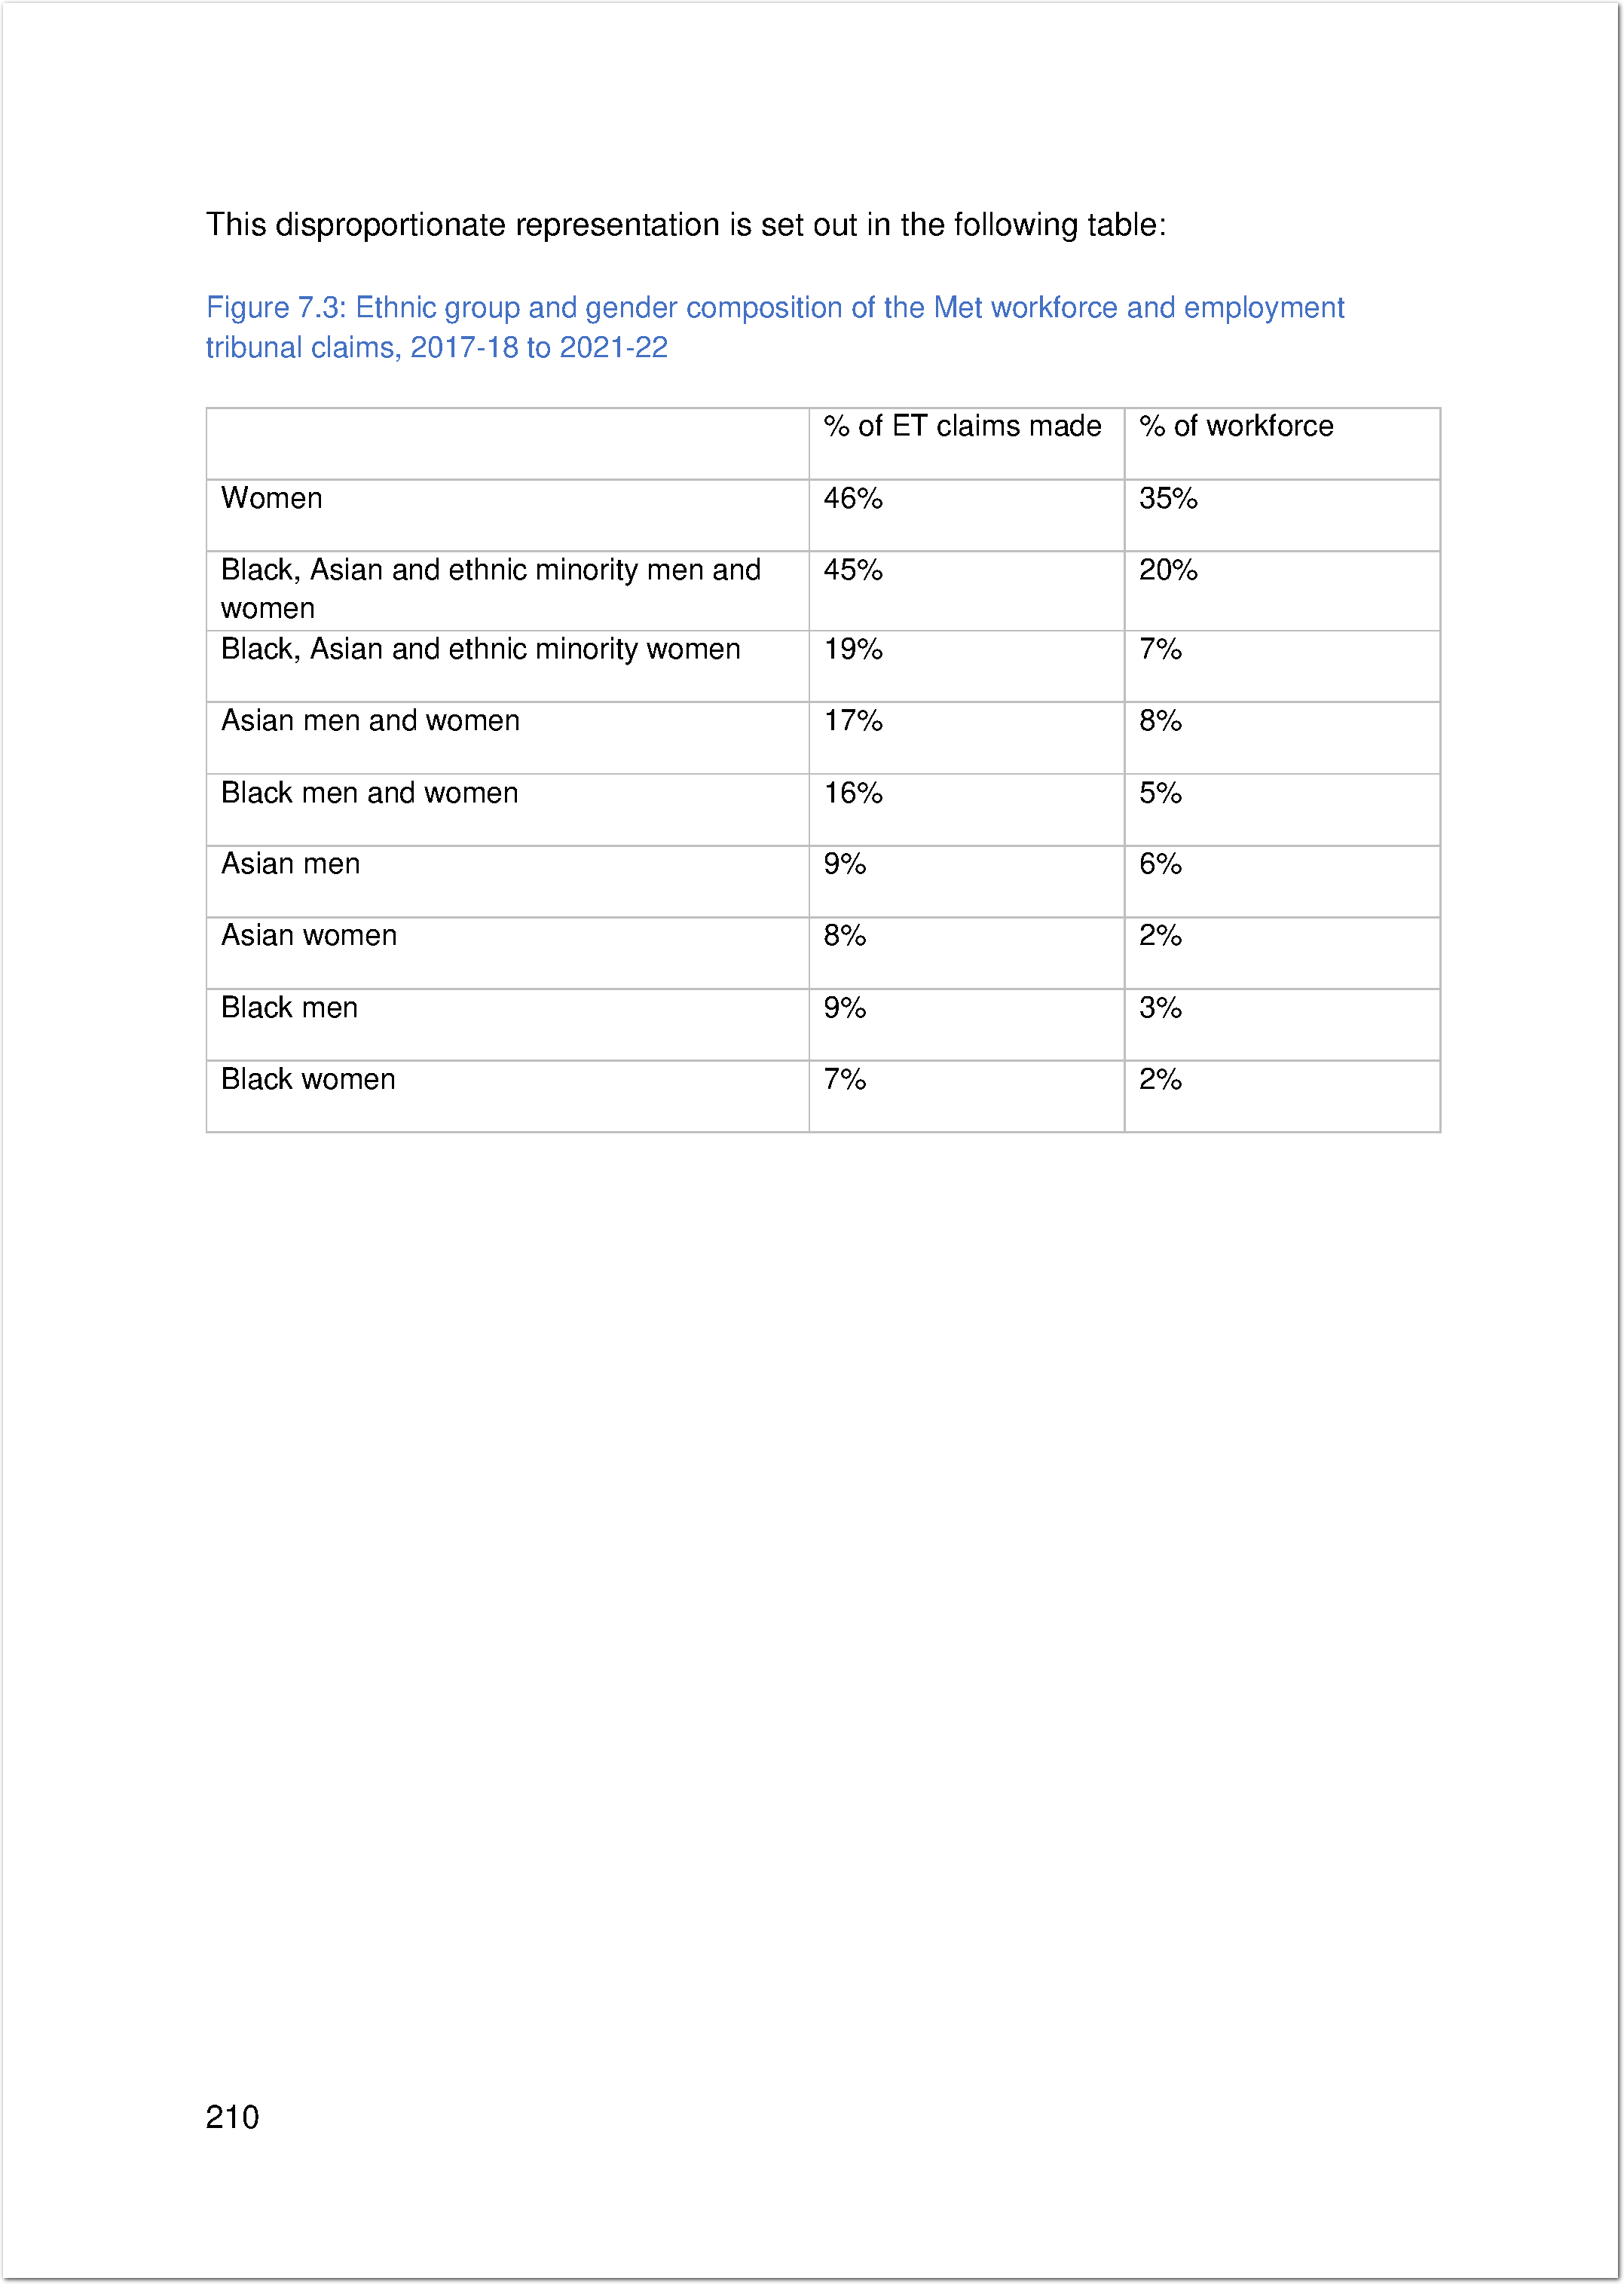 This disproportionate representation is set out in the following table:
Figure 7.3: Ethnic group and gender composition of the Met workforce and employment
tribunal claims, 2017-18 to 2021-22
% of ET claims made % of workforce
Women 46% 35%
Black, Asian and ethnic minority men and 45% 20%
women
Black, Asian and ethnic minority women 19% 7%
Asian men and women 17% 8%
Black men and women 16% 5%
Asian men 9% 6%
Asian women 8% 2%
Black men 9% 3%
Black women 7% 2%
210